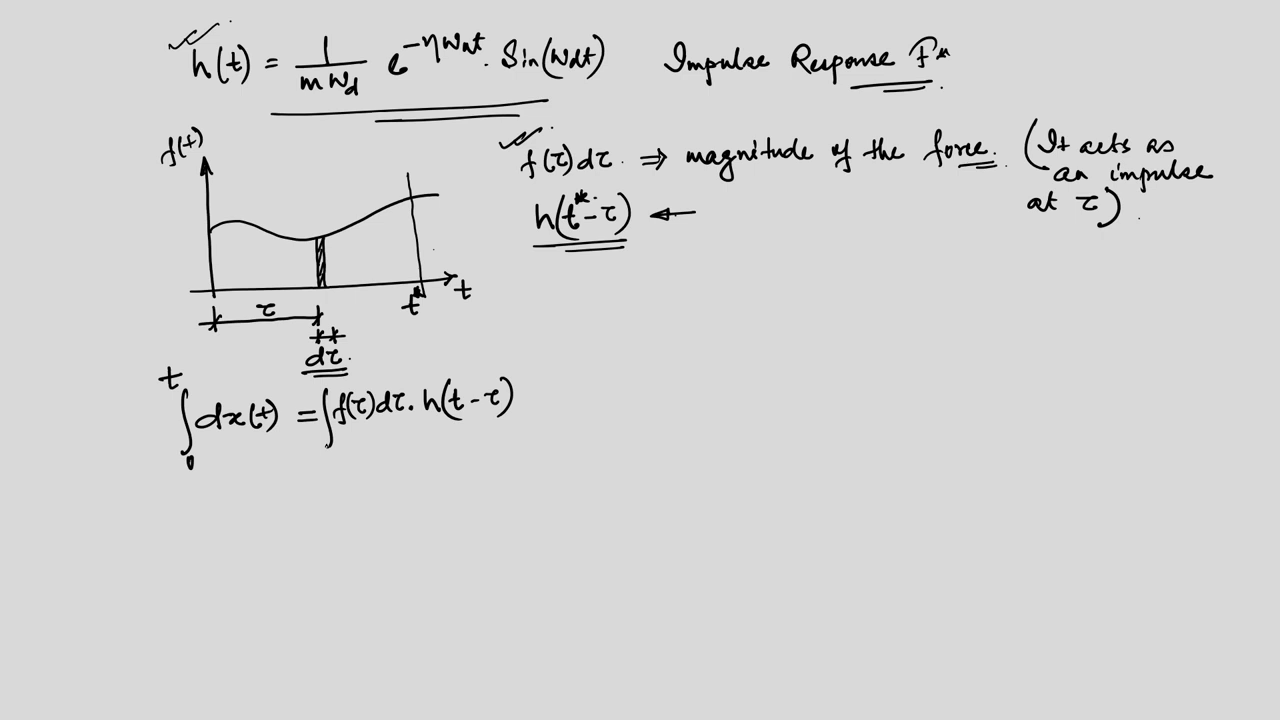 h(t) = 1/(m ω_d) e^(-ηω_n t) . Sin(ω_d t) Impulse Response Fⁿ.
f(t)
f(τ)dτ. ⇒ magnitude of the force. (It acts as
an impulse
at τ).
h(t*-τ) ←
t
t*
τ
dτ.
∫₀ᵗ dx(t) = ∫ f(τ)dτ. h(t-τ)